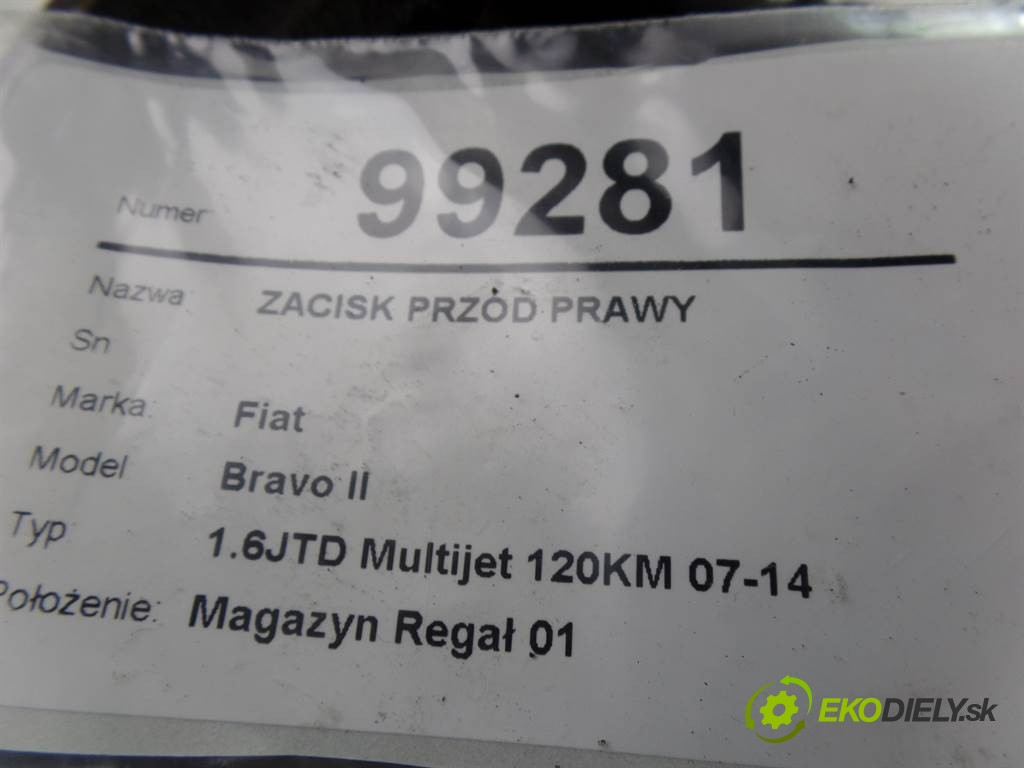 Numer 99281
Nazwa ZACISK PRZÓD PRAWY
Sn
Marka: Fiat
Model Bravo II
Typ 1.6JTD Multijet 120KM 07-14
Położenie: Magazyn Regał 01
EKODIELY.sk